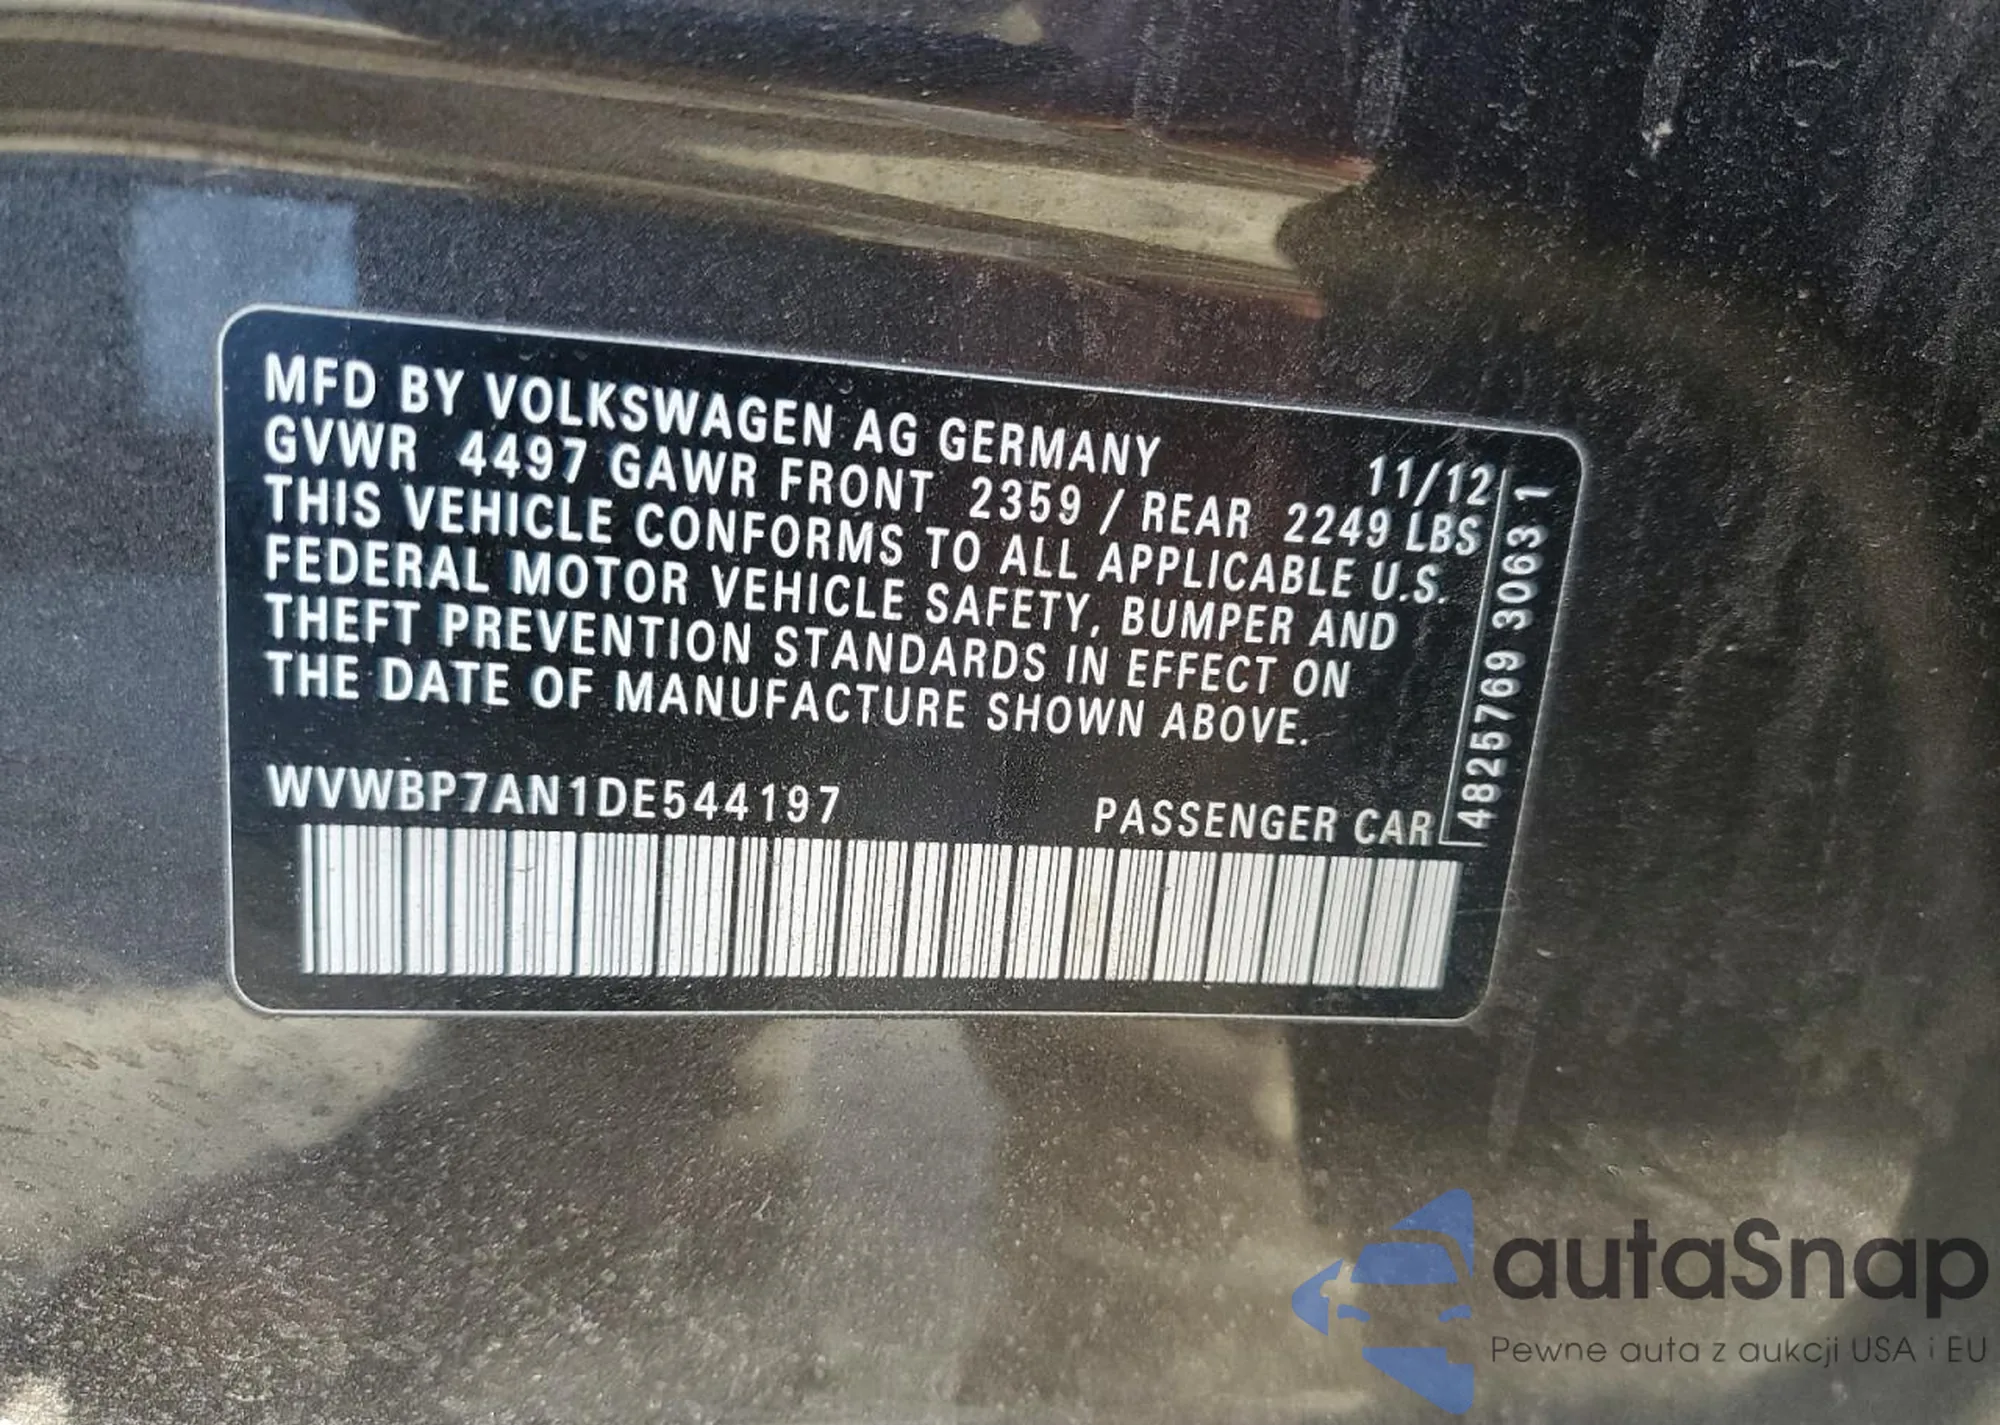 MFD BY VOLKSWAGEN AG GERMANY 11/12
GVWR 4497 GAWR FRONT 2359 / REAR 2249 LBS
THIS VEHICLE CONFORMS TO ALL APPLICABLE U.S.
FEDERAL MOTOR VEHICLE SAFETY, BUMPER AND
THEFT PREVENTION STANDARDS IN EFFECT ON
THE DATE OF MANUFACTURE SHOWN ABOVE.
WVWBP7AN1DE544197 PASSENGER CAR
4825769 30631
autaSnap
Pewne auta z aukcji USA i EU